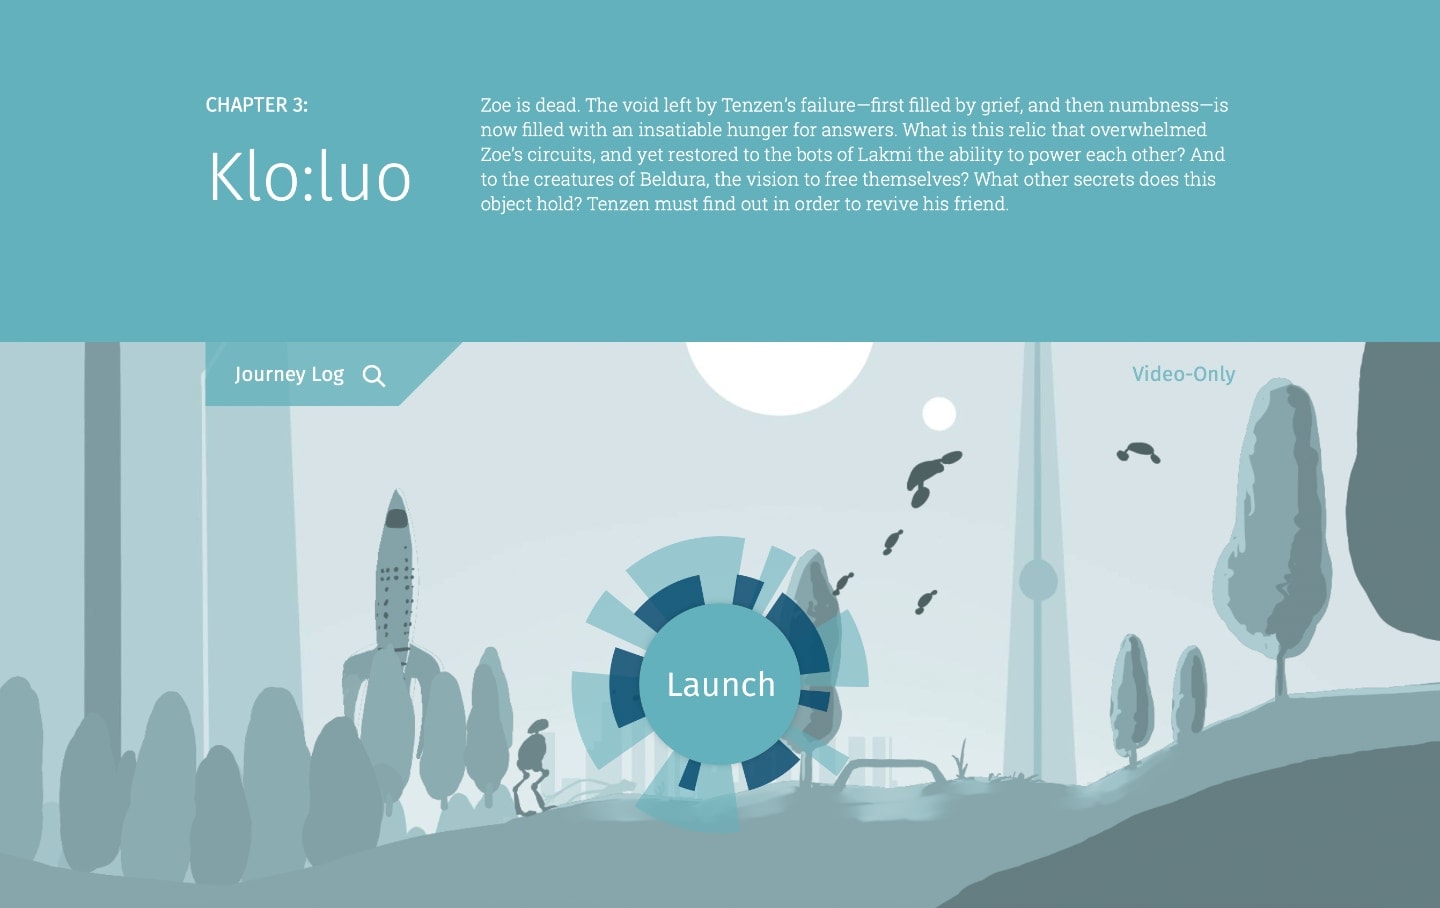 CHAPTER 3:
Klo:luo
Zoe is dead. The void left by Tenzen’s failure—first filled by grief, and then numbness—is
now filled with an insatiable hunger for answers. What is this relic that overwhelmed
Zoe’s circuits, and yet restored to the bots of Lakmi the ability to power each other? And
to the creatures of Beldura, the vision to free themselves? What other secrets does this
object hold? Tenzen must find out in order to revive his friend.
Journey Log
Video-Only
Launch